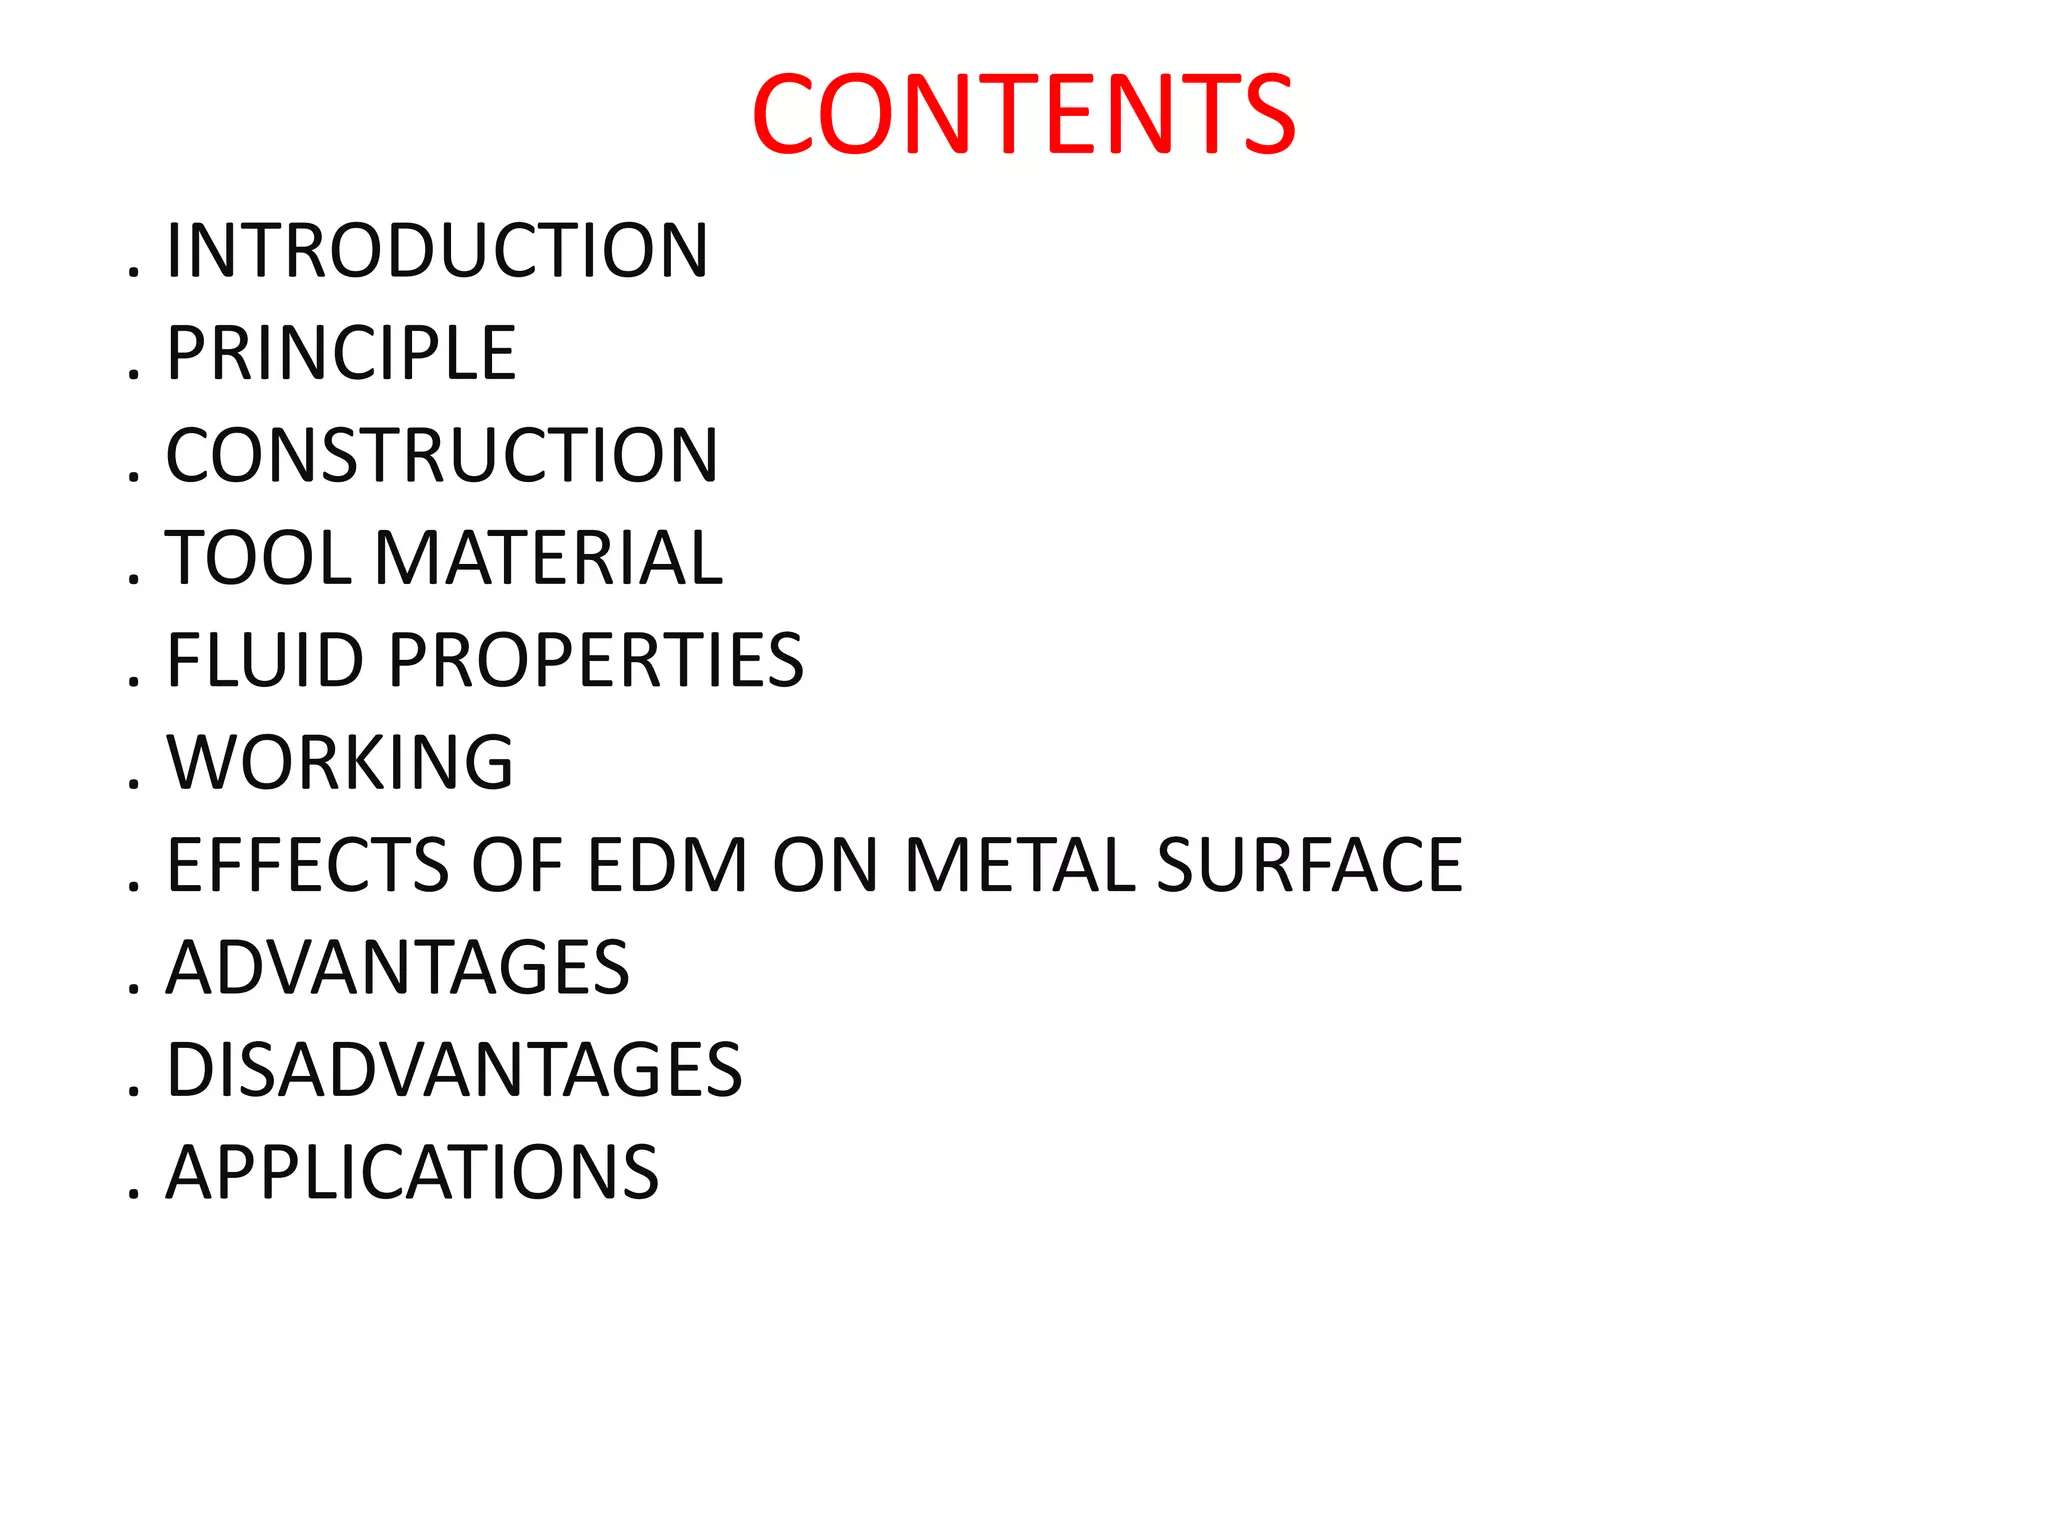 CONTENTS
. INTRODUCTION
. PRINCIPLE
. CONSTRUCTION
. TOOL MATERIAL
. FLUID PROPERTIES
. WORKING
. EFFECTS OF EDM ON METAL SURFACE
. ADVANTAGES
. DISADVANTAGES
. APPLICATIONS